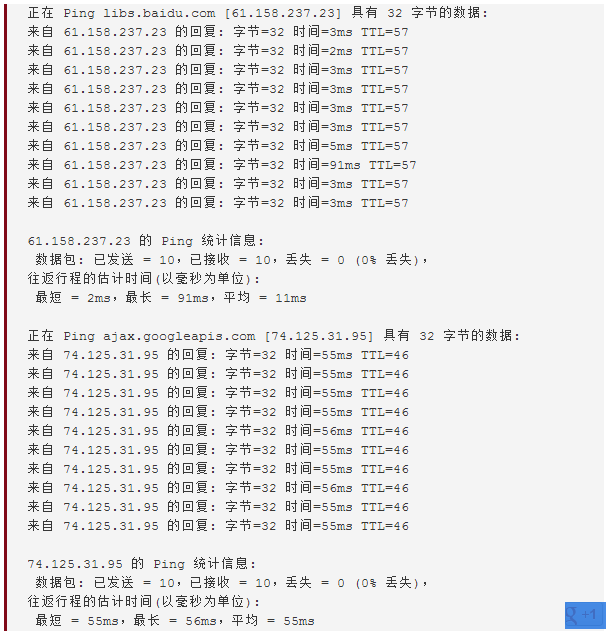 正在 Ping libs.baidu.com [61.158.237.23] 具有 32 字节的数据:
来自 61.158.237.23 的回复: 字节=32 时间=3ms TTL=57
来自 61.158.237.23 的回复: 字节=32 时间=2ms TTL=57
来自 61.158.237.23 的回复: 字节=32 时间=3ms TTL=57
来自 61.158.237.23 的回复: 字节=32 时间=3ms TTL=57
来自 61.158.237.23 的回复: 字节=32 时间=3ms TTL=57
来自 61.158.237.23 的回复: 字节=32 时间=3ms TTL=57
来自 61.158.237.23 的回复: 字节=32 时间=5ms TTL=57
来自 61.158.237.23 的回复: 字节=32 时间=91ms TTL=57
来自 61.158.237.23 的回复: 字节=32 时间=3ms TTL=57
来自 61.158.237.23 的回复: 字节=32 时间=3ms TTL=57
61.158.237.23 的 Ping 统计信息:
数据包: 已发送 = 10，已接收 = 10，丢失 = 0 (0% 丢失)，
往返行程的估计时间(以毫秒为单位):
最短 = 2ms，最长 = 91ms，平均 = 11ms
正在 Ping ajax.googleapis.com [74.125.31.95] 具有 32 字节的数据:
来自 74.125.31.95 的回复: 字节=32 时间=55ms TTL=46
来自 74.125.31.95 的回复: 字节=32 时间=55ms TTL=46
来自 74.125.31.95 的回复: 字节=32 时间=55ms TTL=46
来自 74.125.31.95 的回复: 字节=32 时间=55ms TTL=46
来自 74.125.31.95 的回复: 字节=32 时间=56ms TTL=46
来自 74.125.31.95 的回复: 字节=32 时间=55ms TTL=46
来自 74.125.31.95 的回复: 字节=32 时间=55ms TTL=46
来自 74.125.31.95 的回复: 字节=32 时间=56ms TTL=46
来自 74.125.31.95 的回复: 字节=32 时间=55ms TTL=46
来自 74.125.31.95 的回复: 字节=32 时间=55ms TTL=46
74.125.31.95 的 Ping 统计信息:
数据包: 已发送 = 10，已接收 = 10，丢失 = 0 (0% 丢失)，
往返行程的估计时间(以毫秒为单位):
最短 = 55ms，最长 = 56ms，平均 = 55ms
g +1